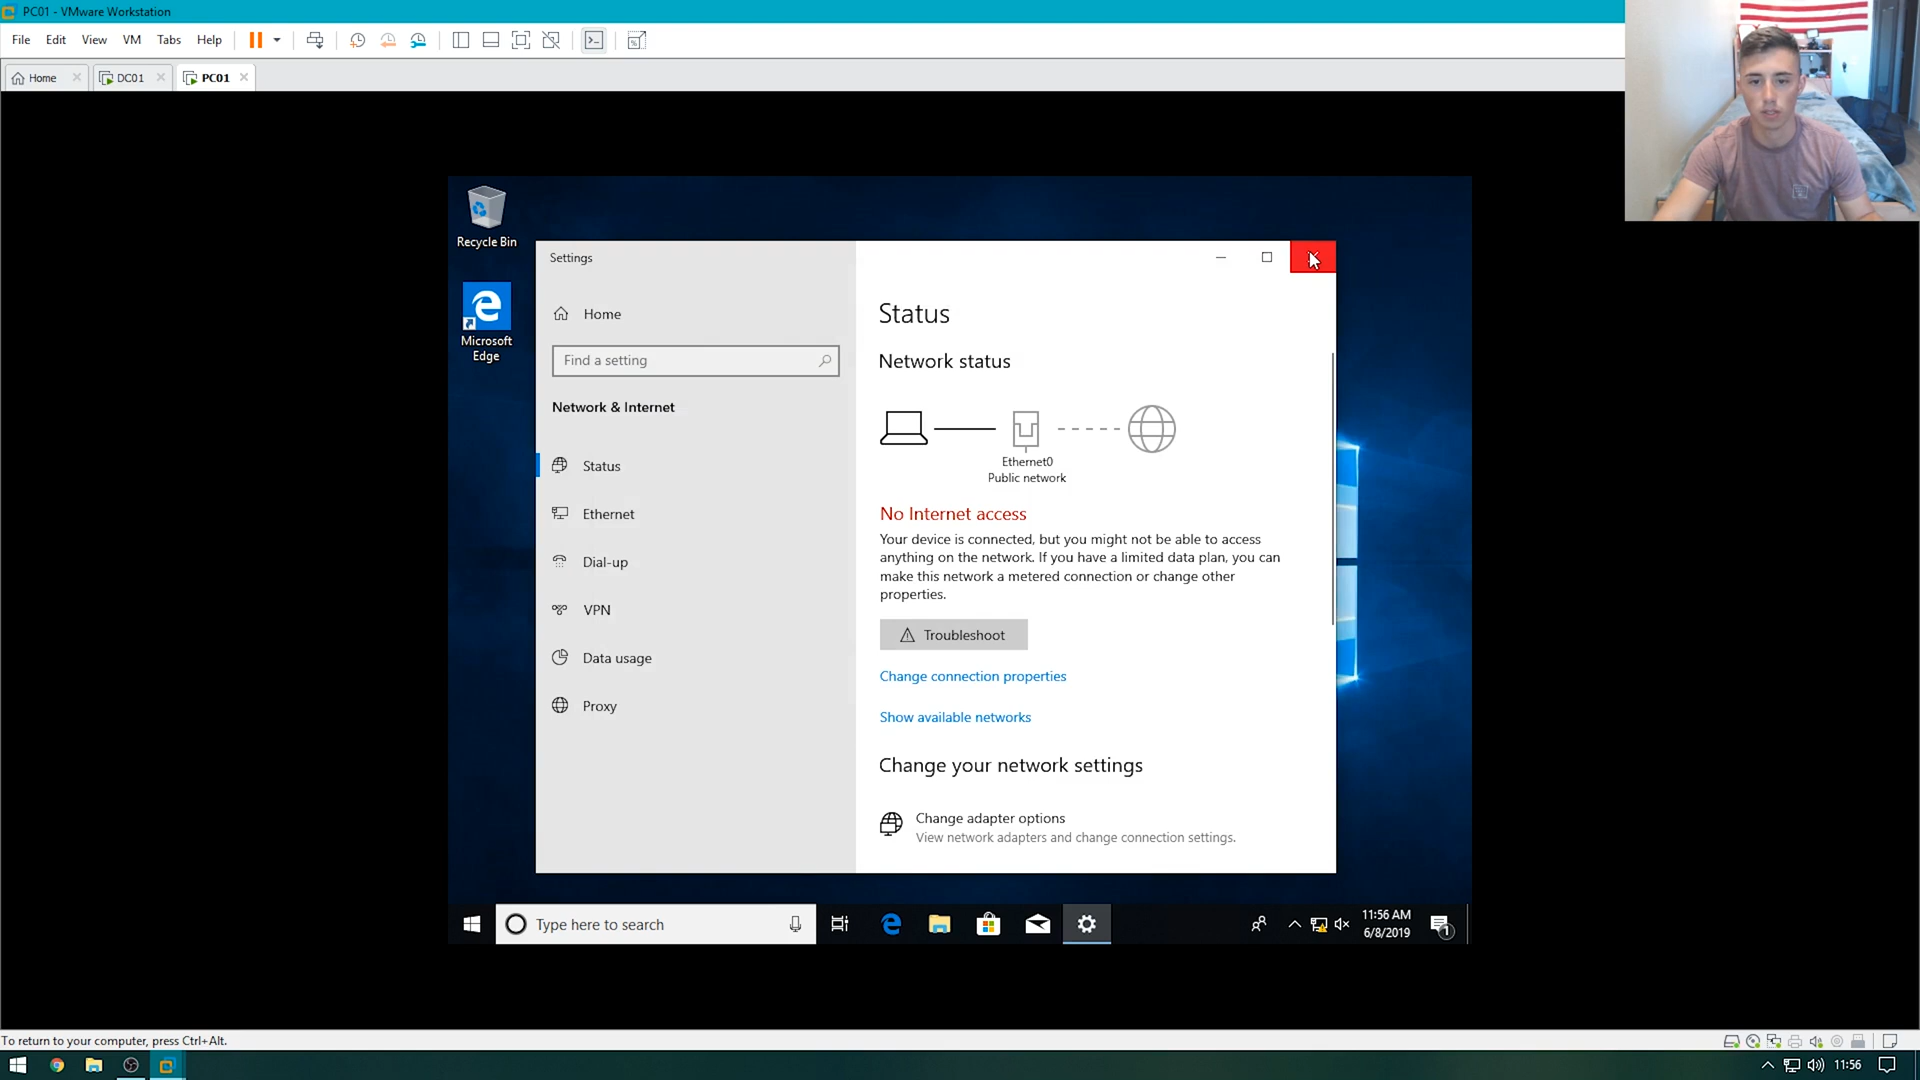 PC01 - VMware Workstation
File Edit View VM Tabs Help
Home DC01 PC01
Recycle Bin
Microsoft
Edge
Settings
Home
Find a setting
Network & Internet
Status
Ethernet
Dial-up
VPN
Data usage
Proxy
Status
Network status
Ethernet0
Public network
No Internet access
Your device is connected, but you might not be able to access
anything on the network. If you have a limited data plan, you can
make this network a metered connection or change other
properties.
Troubleshoot
Change connection properties
Show available networks
Change your network settings
Change adapter options
View network adapters and change connection settings.
Type here to search
11:56 AM
6/8/2019
1
To return to your computer, press Ctrl+Alt.
11:56